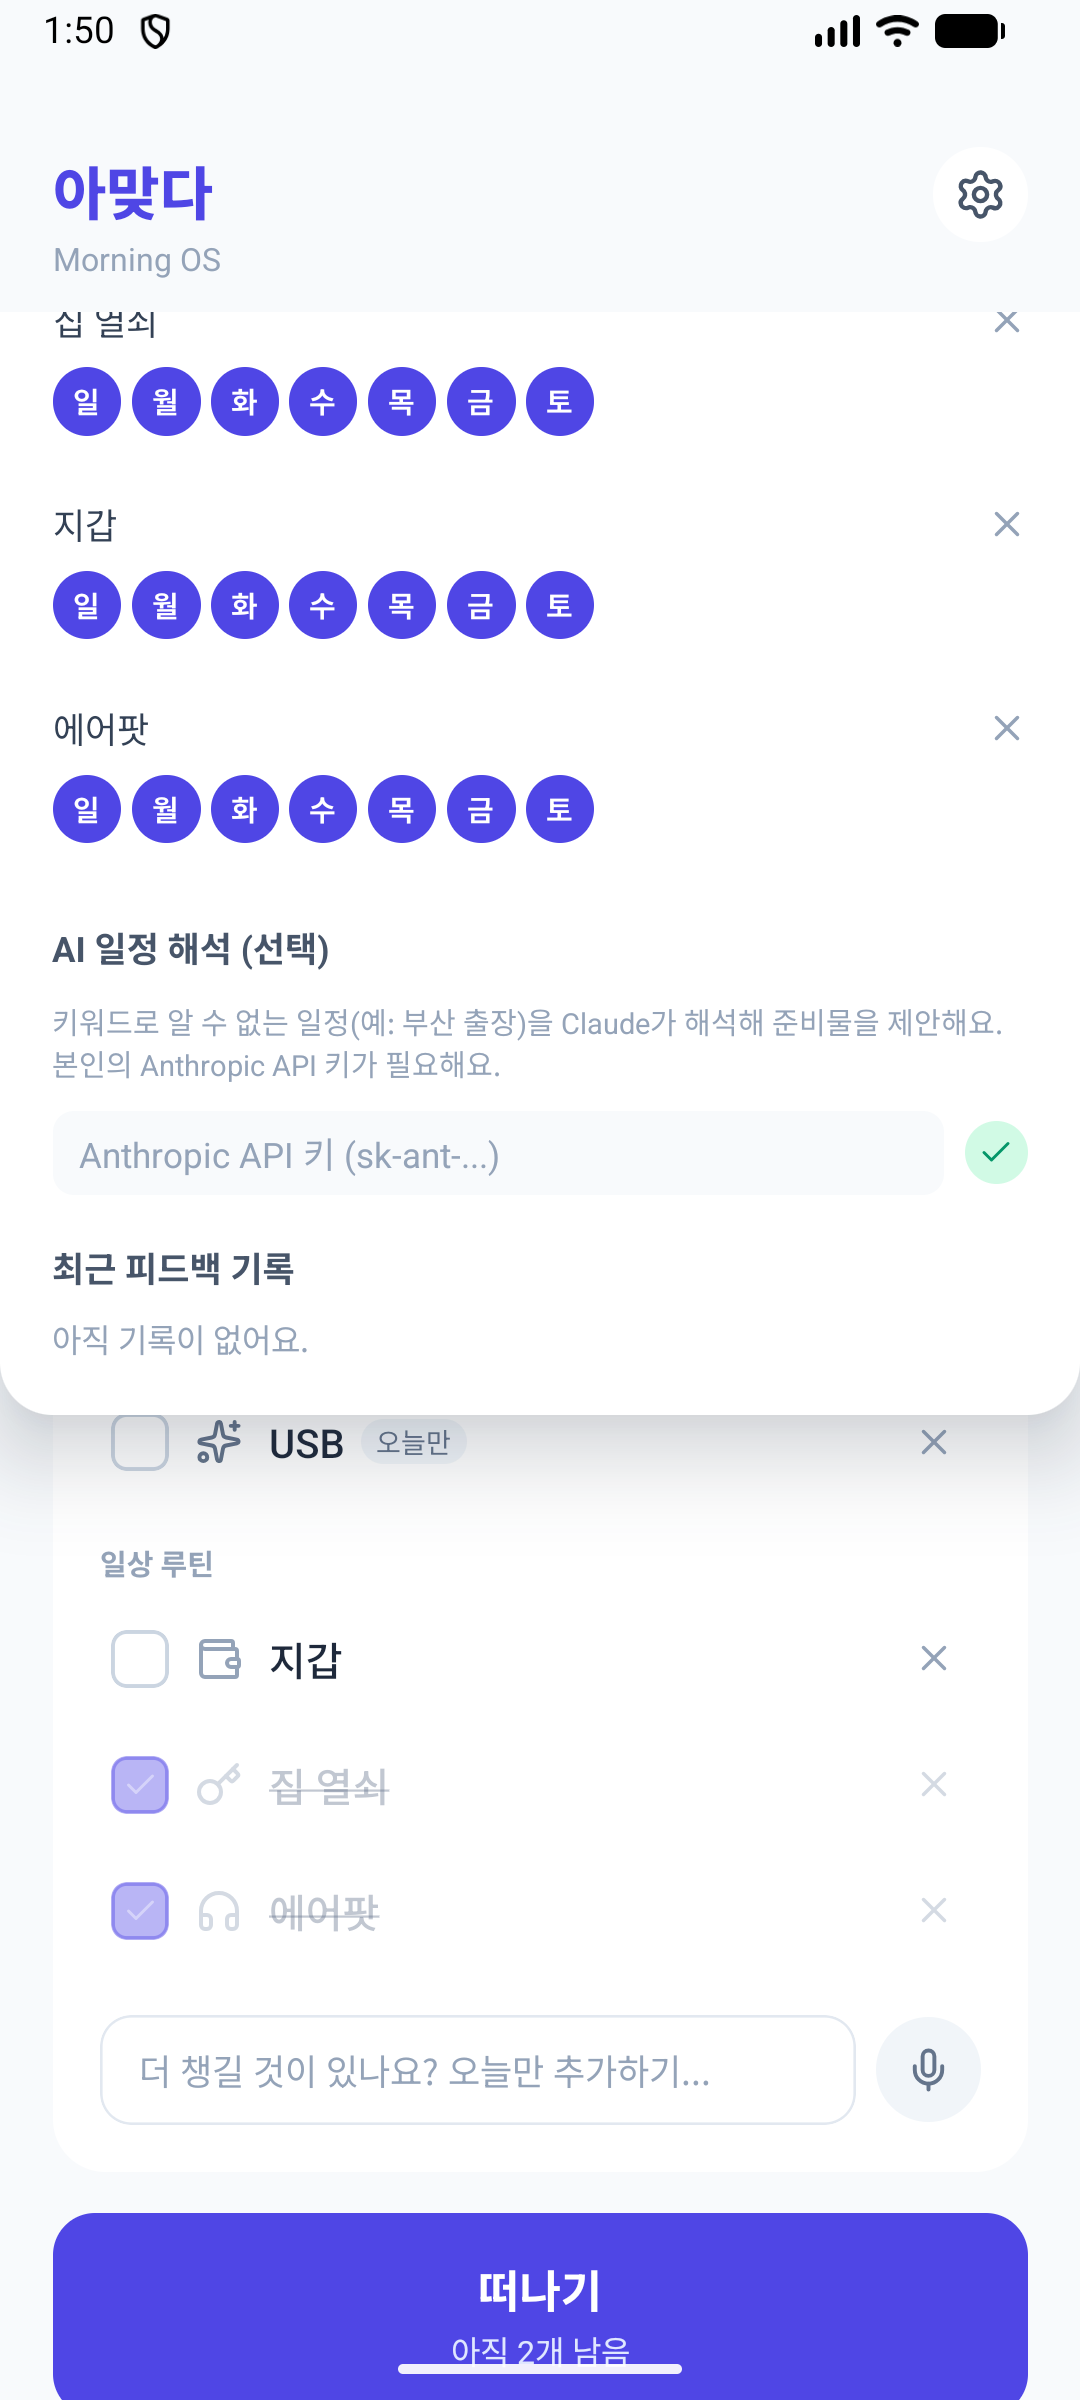 1:50
아맞다
Morning OS
집 열쇠
일 월 화 수 목 금 토
지갑
일 월 화 수 목 금 토
에어팟
일 월 화 수 목 금 토
AI 일정 해석 (선택)
키워드로 알 수 없는 일정(예: 부산 출장)을 Claude가 해석해 준비물을 제안해요.
본인의 Anthropic API 키가 필요해요.
Anthropic API 키 (sk-ant-...)
최근 피드백 기록
아직 기록이 없어요.
USB 오늘만
일상 루틴
지갑
집 열쇠
에어팟
더 챙길 것이 있나요? 오늘만 추가하기...
떠나기
아직 2개 남음